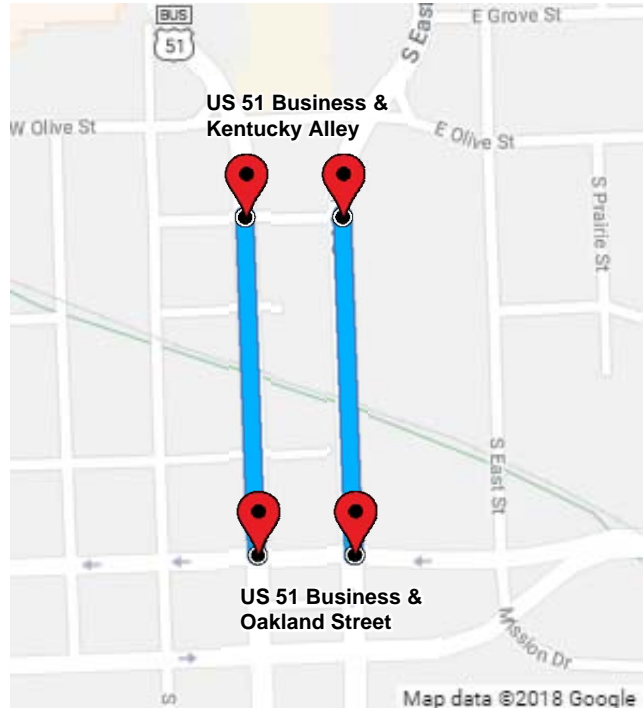 BUS
51
S East
E Grove St
US 51 Business &
Kentucky Alley
W Olive St
E Olive St
S Prairie St
S East St
US 51 Business &
Oakland Street
Mission Dr
S
Map data ©2018 Google